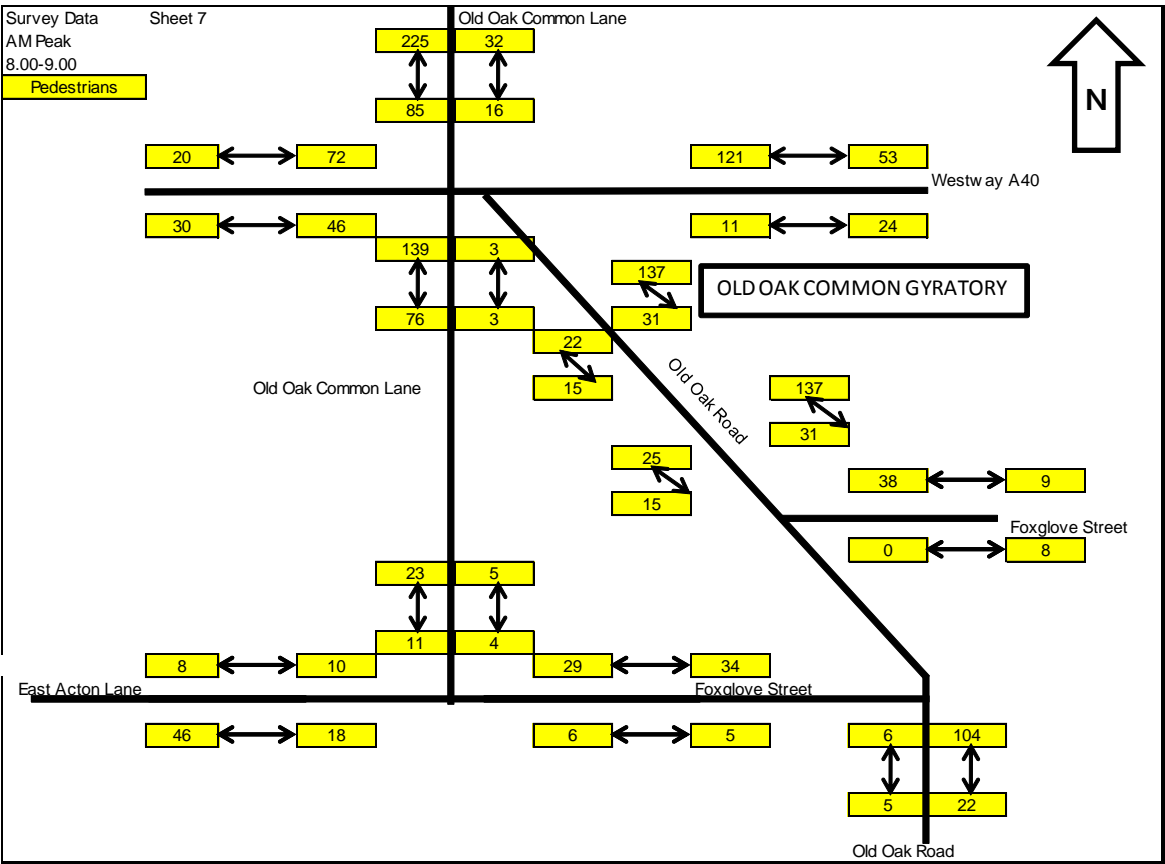 Survey Data Sheet 7 Old Oak Common Lane
AM Peak 225 32
8.00-9.00
Pedestrians
85 16
N
20 72 121 53
Westway A40
30 46 11 24
139 3
137
OLD OAK COMMON GYRATORY
76 3 31
22
Old Oak Common Lane 15 Old Oak Road 137
31
25
38 9
15
Foxglove Street
0 8
23 5
11 4
8 10 29 34
East Acton Lane Foxglove Street
46 18 6 5 6 104
5 22
Old Oak Road